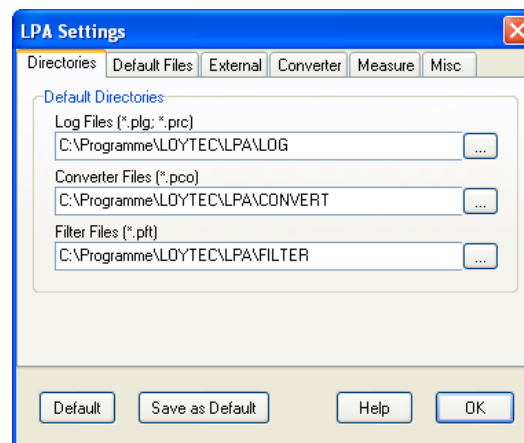 LPA Settings
Directories Default Files External Converter Measure Misc
Default Directories
Log Files (*.plg; *.prc)
C:\Programme\LOYTEC\LPA\LOG ...
Converter Files (*.pco)
C:\Programme\LOYTEC\LPA\CONVERT ...
Filter Files (*.pft)
C:\Programme\LOYTEC\LPA\FILTER ...
Default Save as Default Help OK